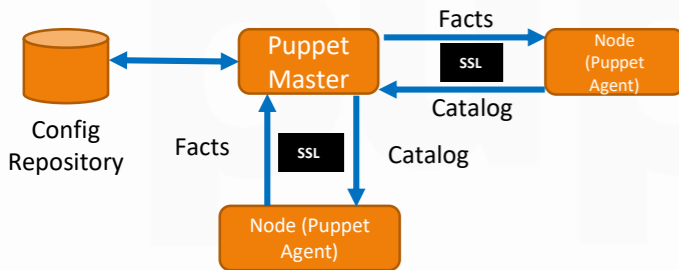 Facts
Puppet
Master
SSL
Node
(Puppet
Agent)
Catalog
Config
Repository
Facts
SSL
Catalog
Node (Puppet
Agent)